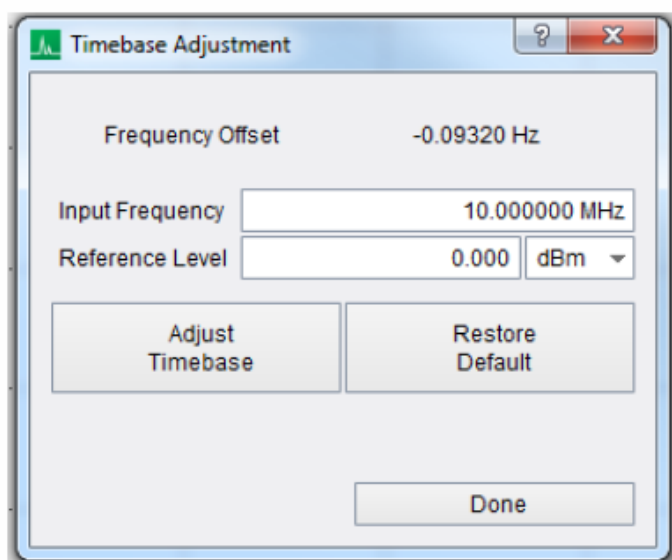 Timebase Adjustment
Frequency Offset -0.09320 Hz
Input Frequency 10.000000 MHz
Reference Level 0.000 dBm
Adjust
Timebase
Restore
Default
Done